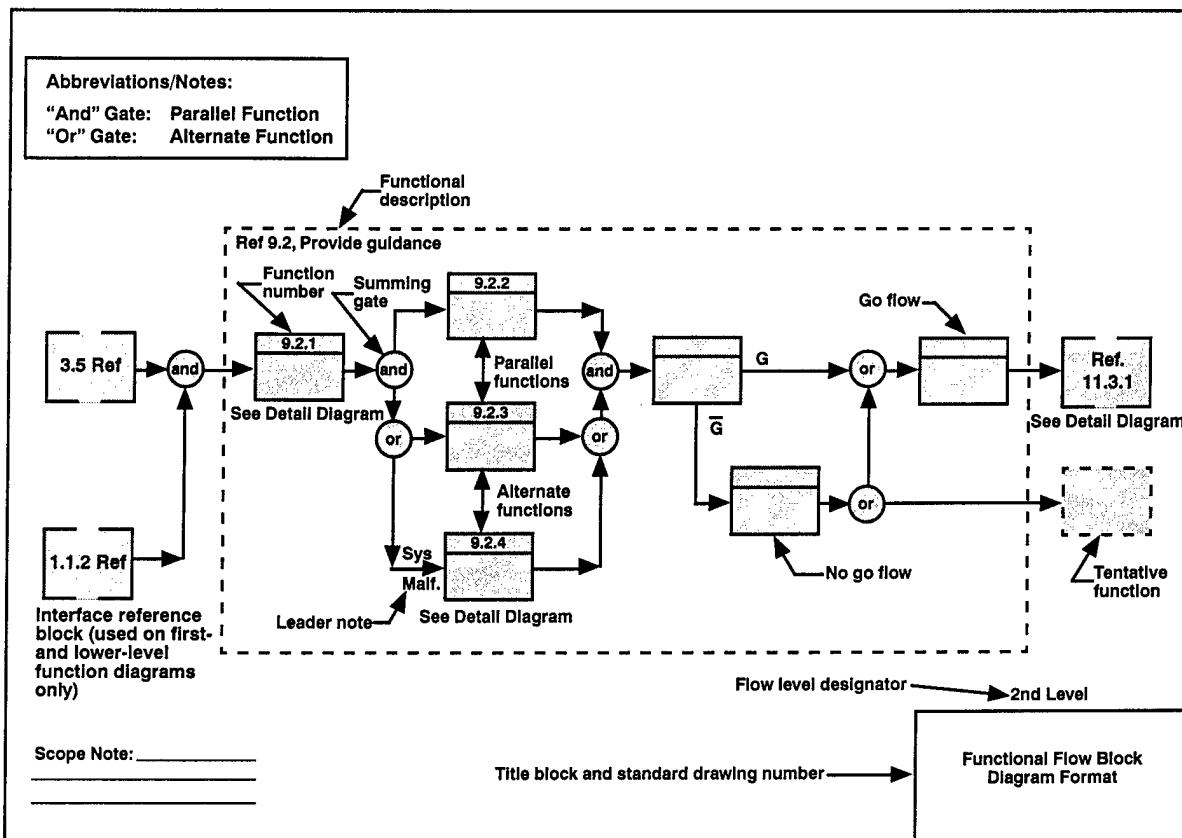 Abbreviations/Notes:
“And” Gate: Parallel Function
“Or” Gate: Alternate Function
Functional
description
Ref 9.2, Provide guidance
Function
number
Summing
gate
9.2.2
Go flow
3.5 Ref
and
9.2.1
and
Parallel
functions
and
G
or
Ref.
11.3.1
See Detail Diagram
See Detail Diagram
9.2.3
or
or
G̅
Alternate
functions
or
1.1.2 Ref
9.2.4
Sys
Malf.
No go flow
Tentative
function
See Detail Diagram
Leader note
Interface reference
block (used on first-
and lower-level
function diagrams
only)
Flow level designator
2nd Level
Scope Note:
Title block and standard drawing number
Functional Flow Block
Diagram Format